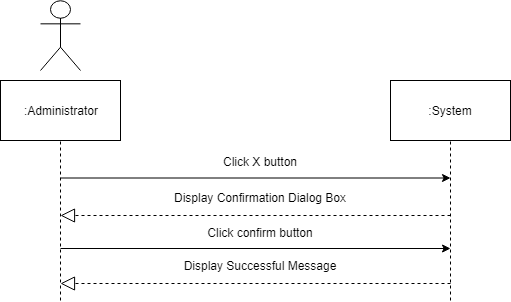 :Administrator
:System
Click X button
Display Confirmation Dialog Box
Click confirm button
Display Successful Message